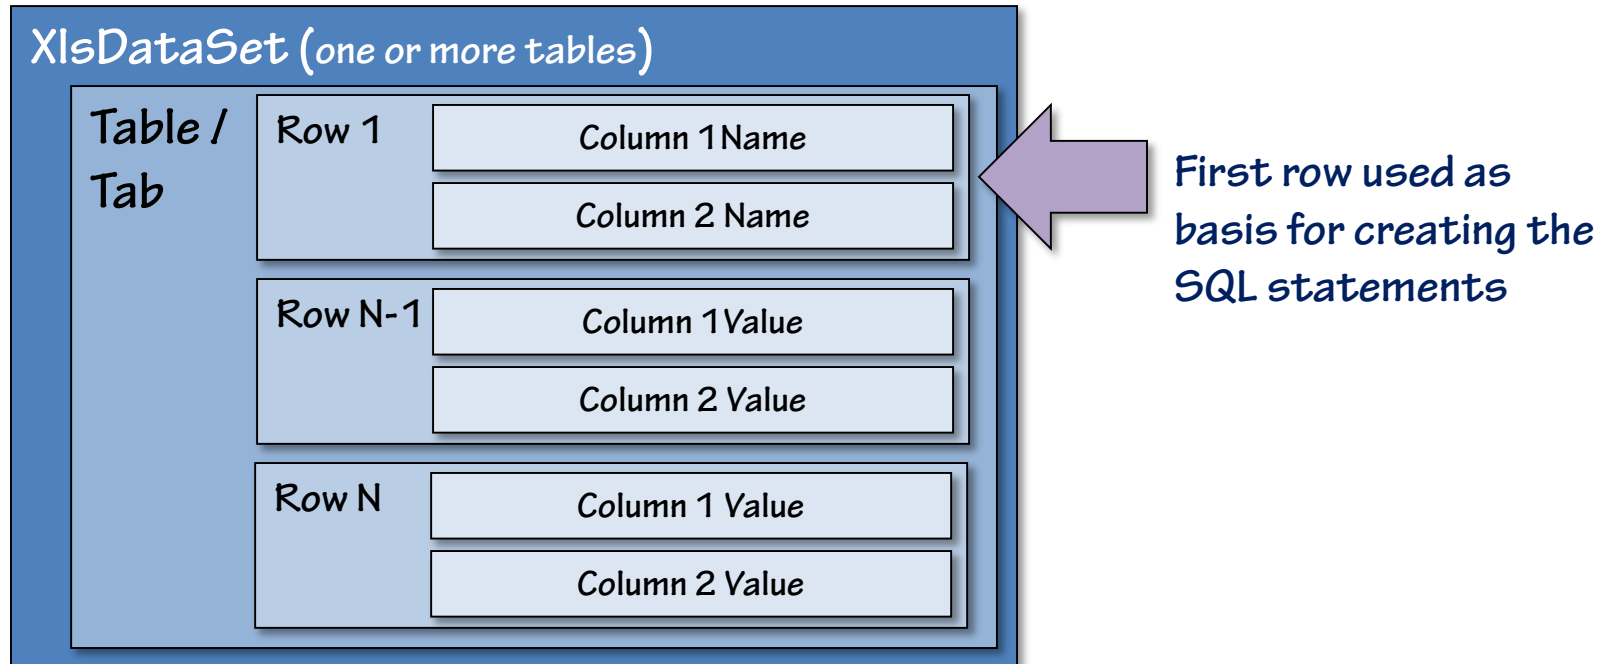 XlsDataSet (one or more tables)
Table /
Tab
Row 1
Column 1 Name
Column 2 Name
First row used as
basis for creating the
SQL statements
Row N-1
Column 1 Value
Column 2 Value
Row N
Column 1 Value
Column 2 Value